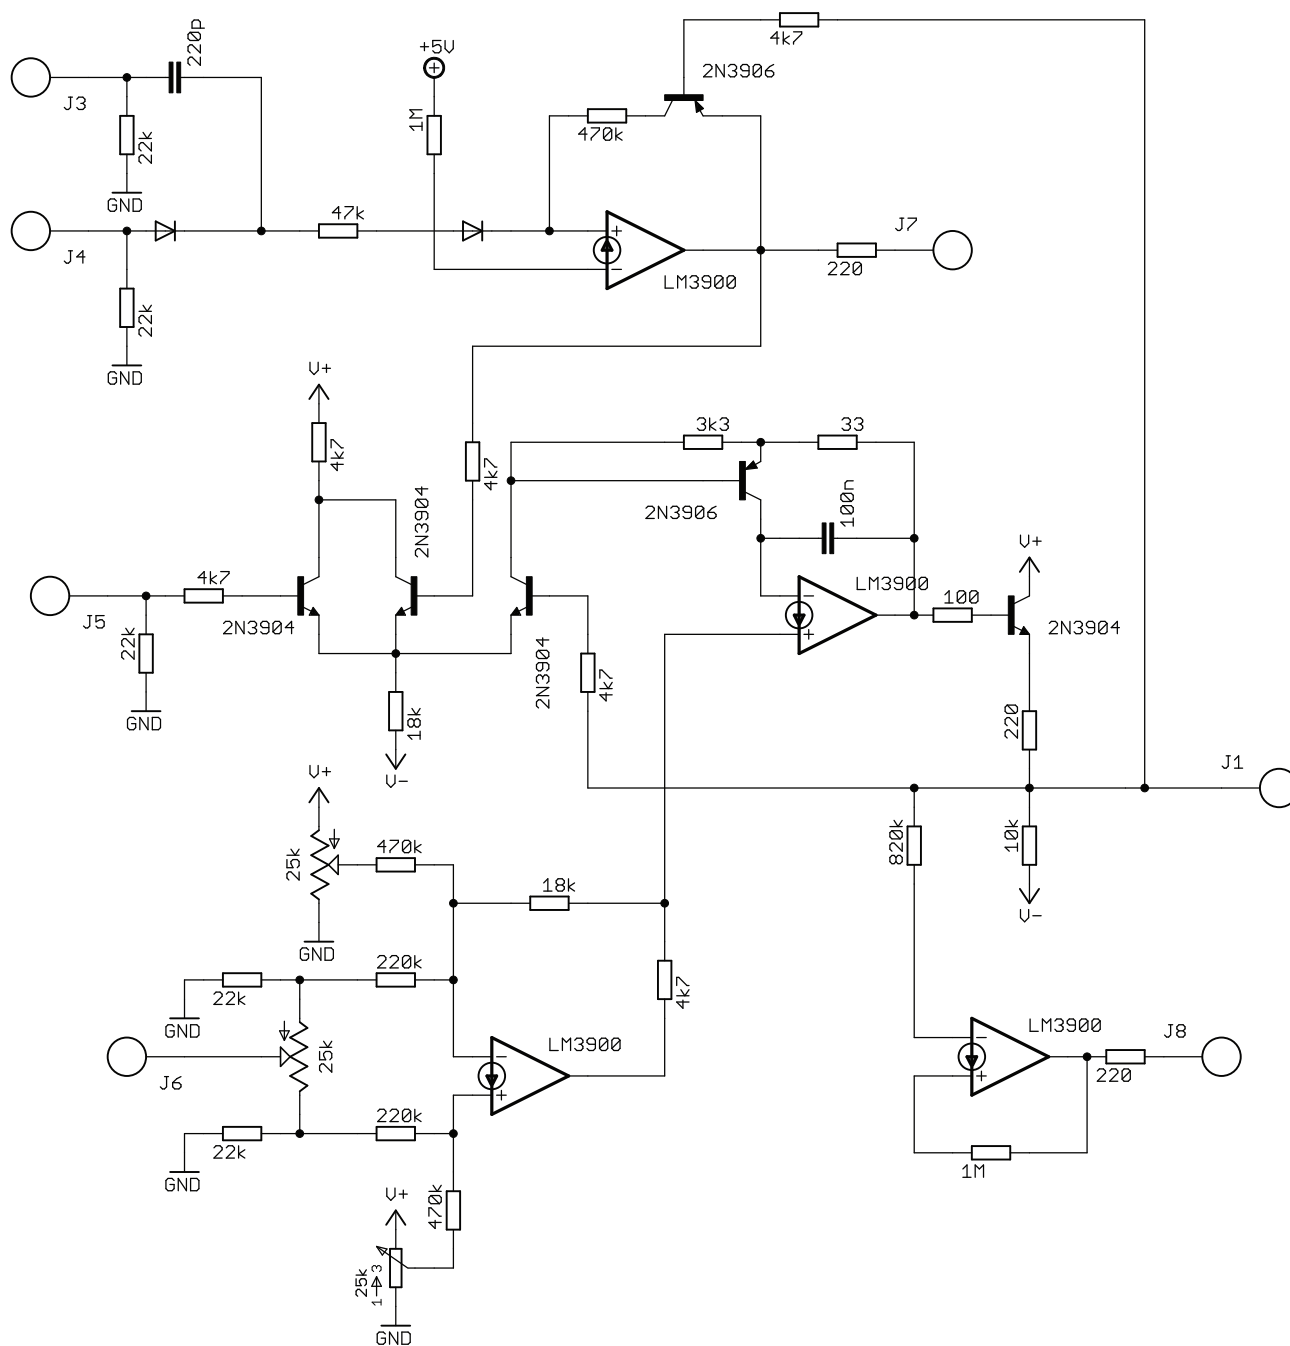 4k7
220p
+5V
J3
2N3906
1M
470k
22k
GND
47k
J4
J7
220
LM3900
22k
GND
V+
4k7
4k7
3k3
33
2N3904
100n
2N3906
V+
LM3900
4k7
100
J5
2N3904
2N3904
22k
2N3904
4k7
GND
18k
220
V-
V+
J1
25k
470k
820k
10k
18k
V-
GND
220k
22k
4k7
GND
LM3900
LM3900
J8
25k
J6
220
220k
22k
1M
GND
V+
470k
25k
1
3
GND